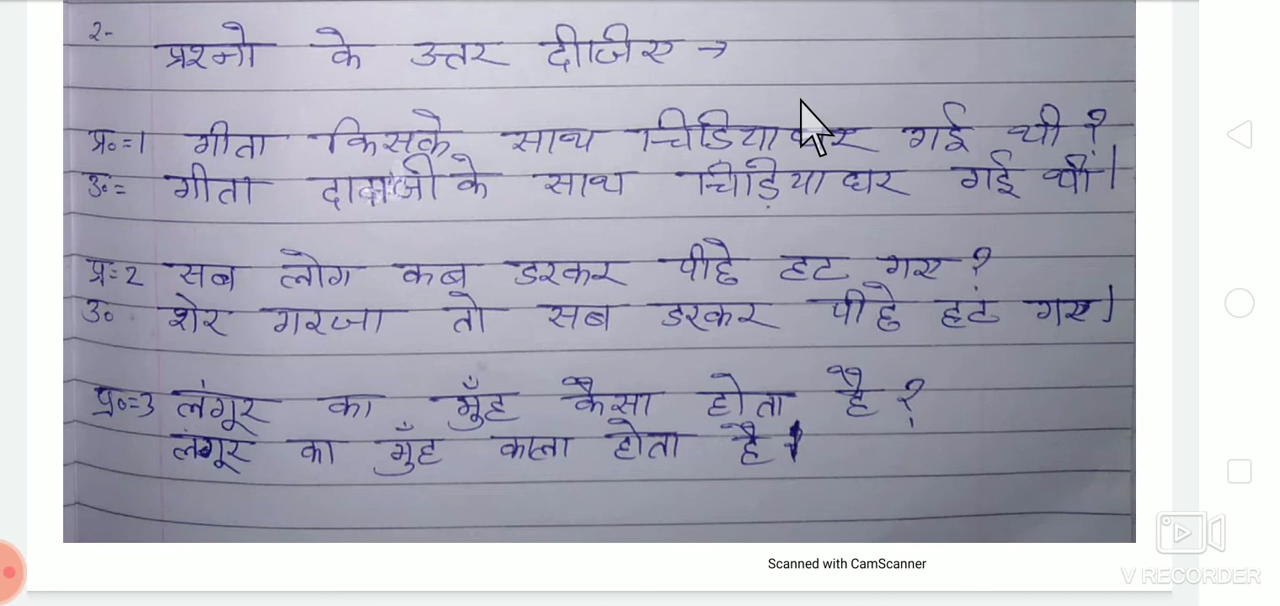 2-
प्रश्नो के उत्तर दीजिए →
प्र०=1 गीता किसके साथ चिडिया घर गई थी ?
उ०= गीता दादाजी के साथ चिड़िया घर गई थी।
प्र=2 सब लोग कब डरकर पीछे हट गए ?
उ० शेर गरजा तो सब डरकर पीछे हट गए।
प्र०=3 लंगूर का मुँह कैसा होता है ?
लंगूर का मुँह काला होता है।
Scanned with CamScanner
V RECORDER